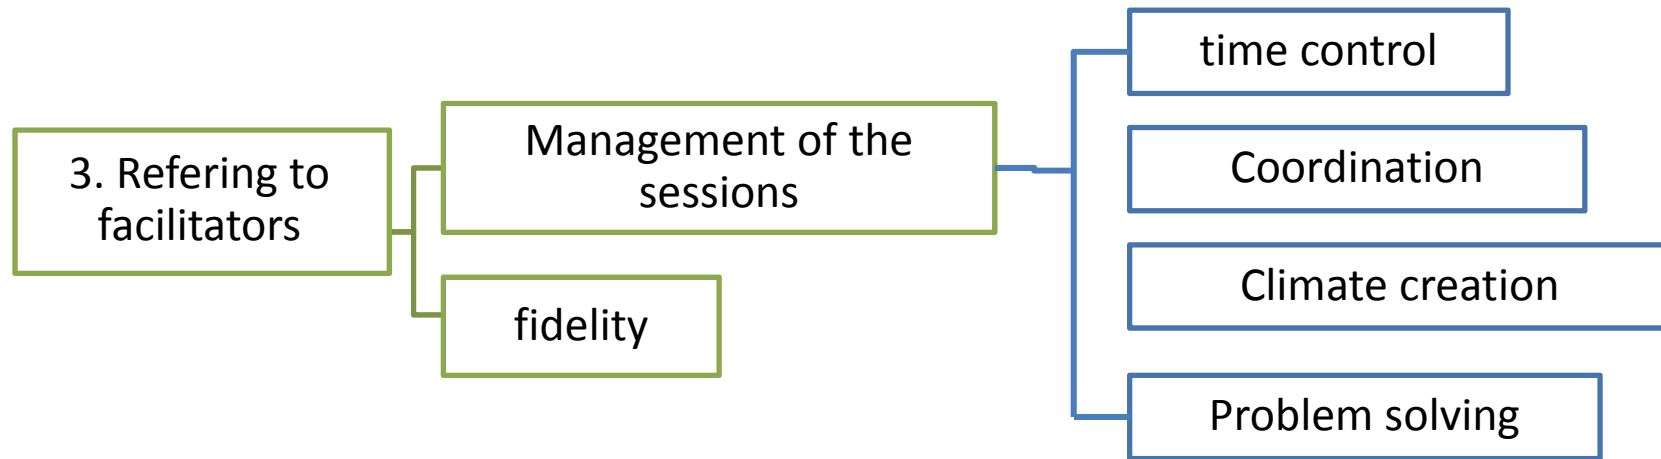 3. Refering to
facilitators
Management of the
sessions
fidelity
time control
Coordination
Climate creation
Problem solving